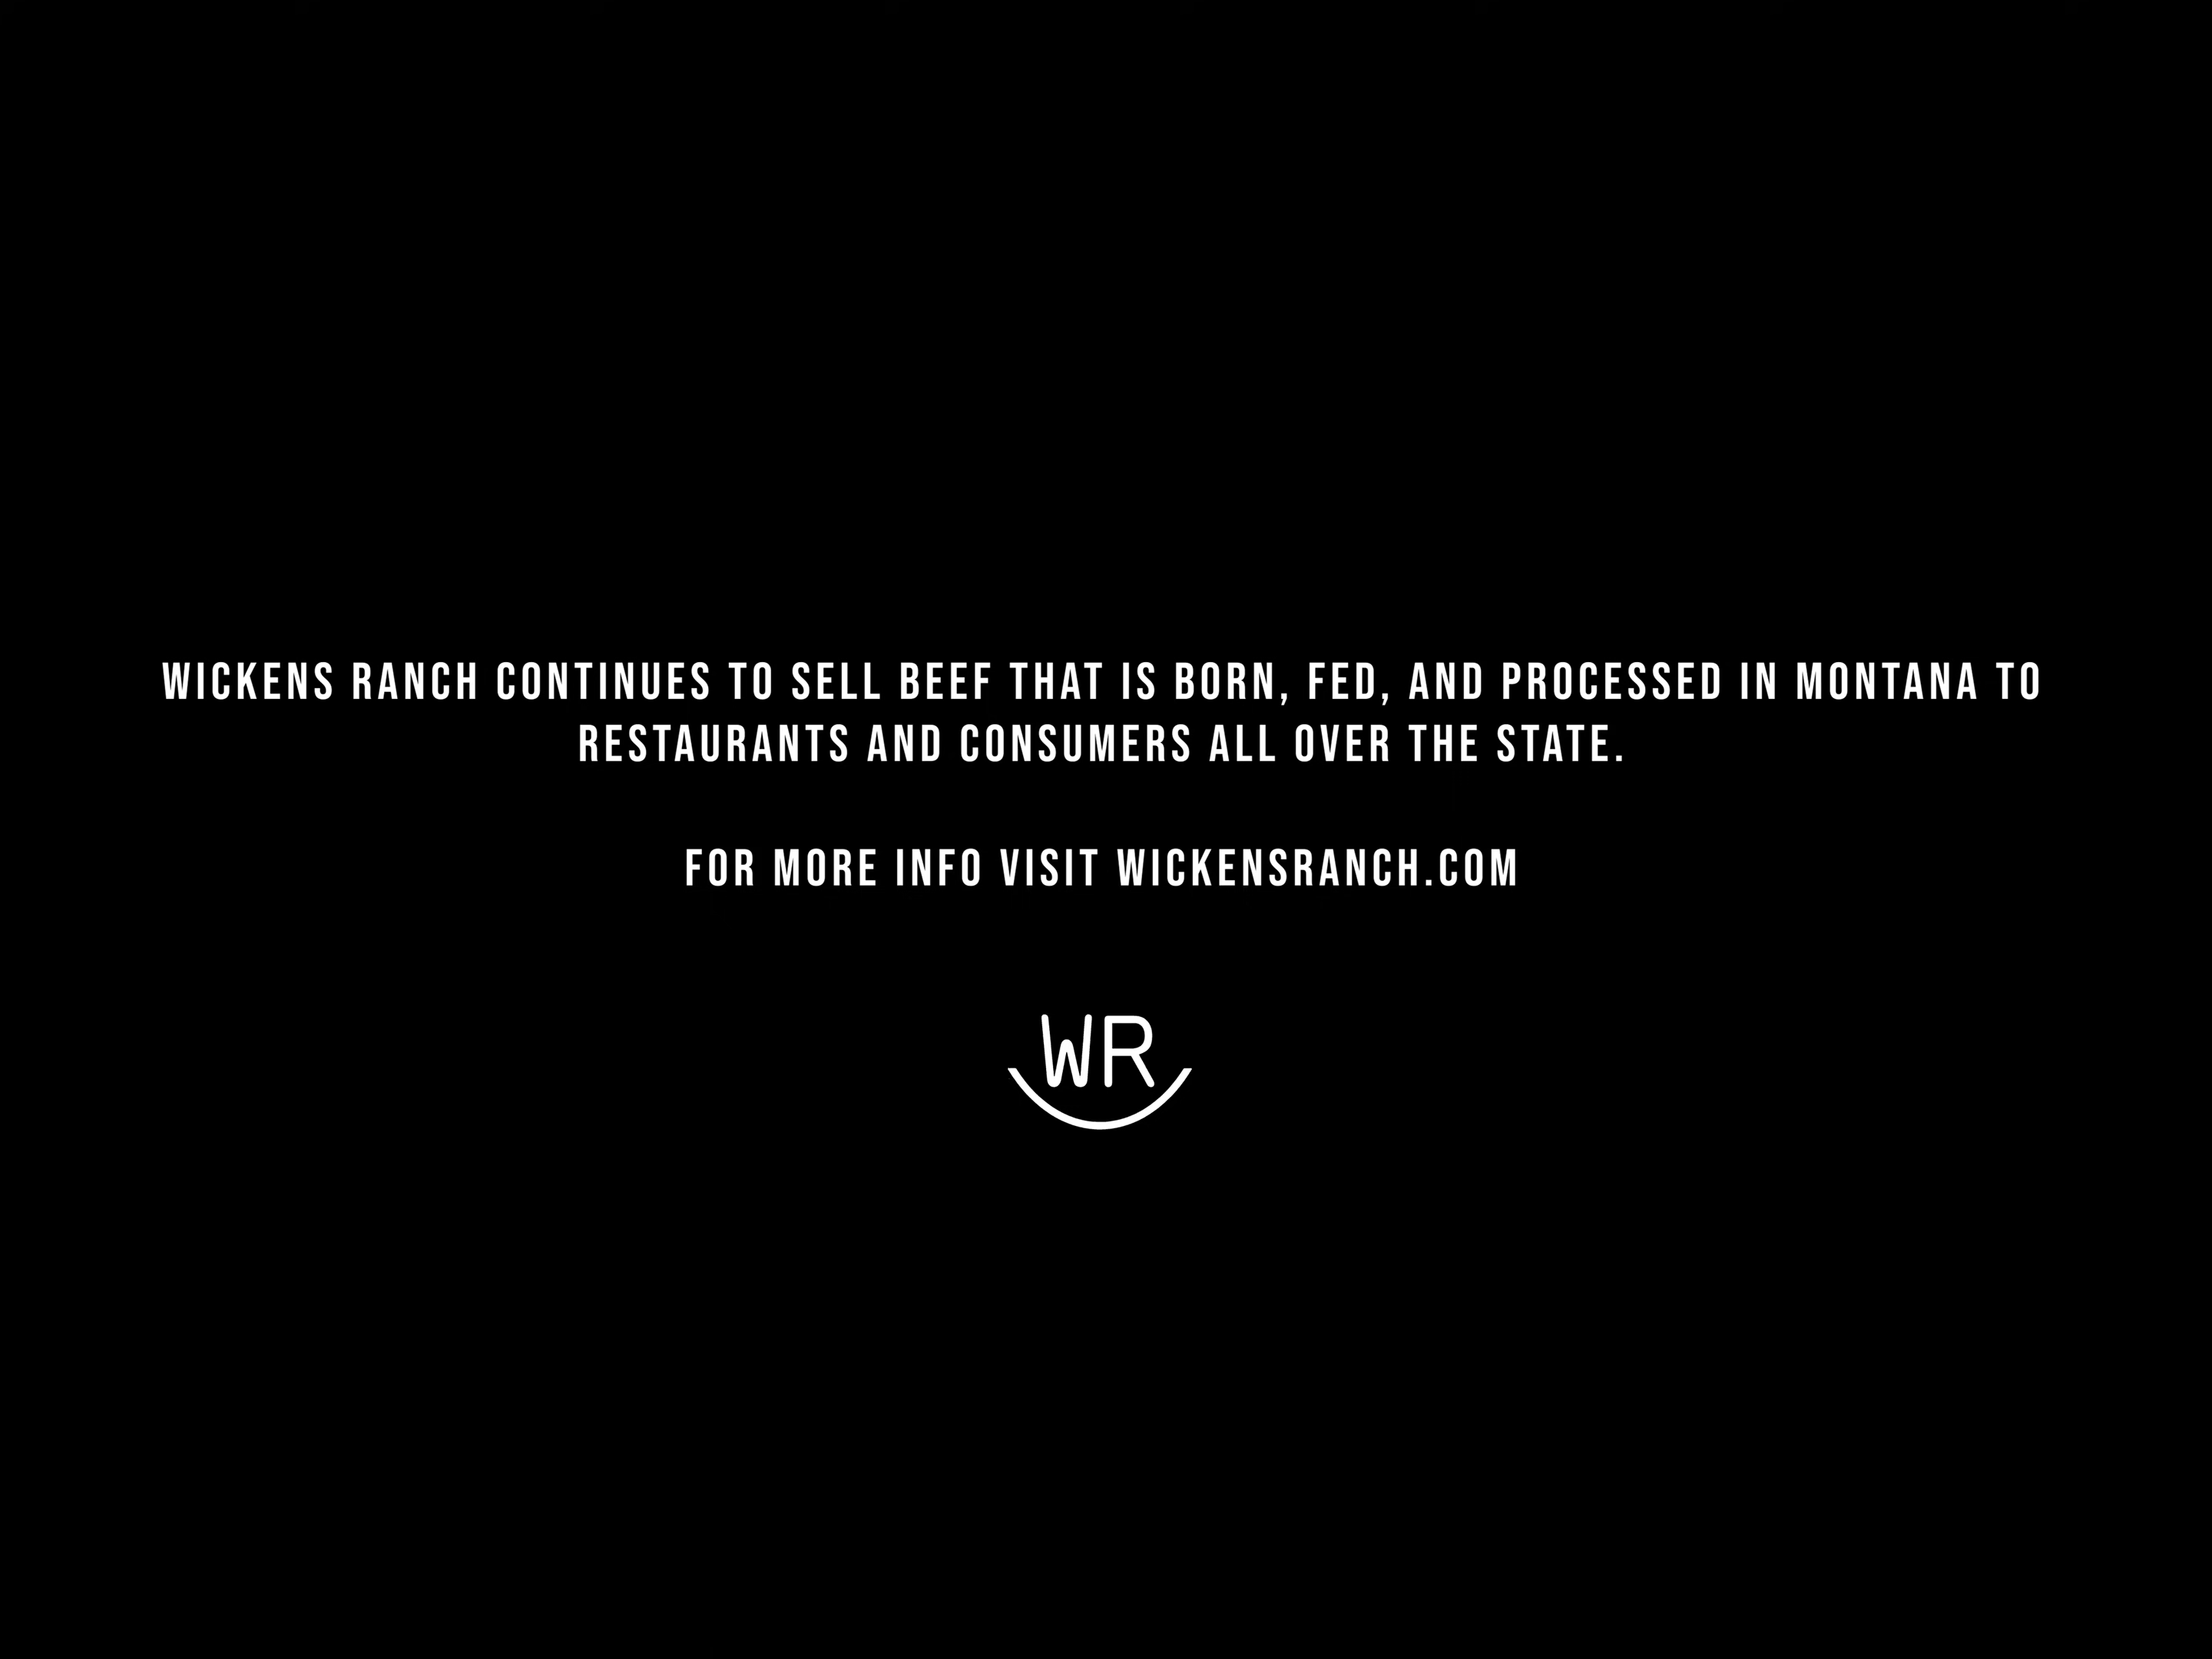 WICKENS RANCH CONTINUES TO SELL BEEF THAT IS BORN, FED, AND PROCESSED IN MONTANA TO
RESTAURANTS AND CONSUMERS ALL OVER THE STATE.
FOR MORE INFO VISIT WICKENSRANCH.COM
WR